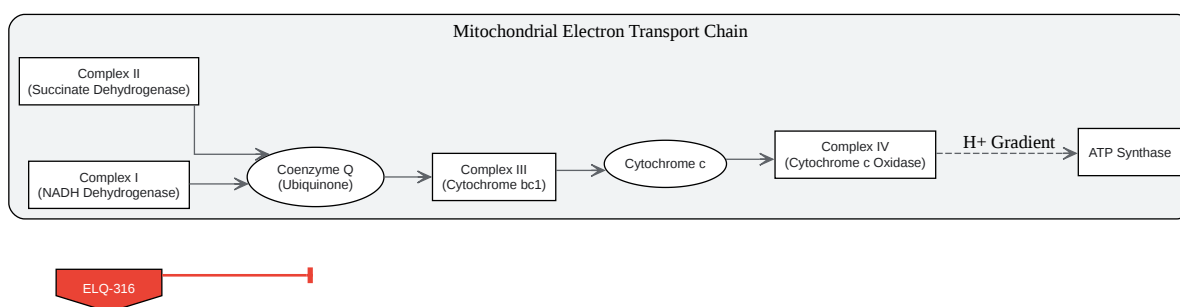 Mitochondrial Electron Transport Chain
Complex II
(Succinate Dehydrogenase)
Complex I
(NADH Dehydrogenase)
Coenzyme Q
(Ubiquinone)
Complex III
(Cytochrome bc1)
Cytochrome c
Complex IV
(Cytochrome c Oxidase)
H+ Gradient
ATP Synthase
ELQ-316